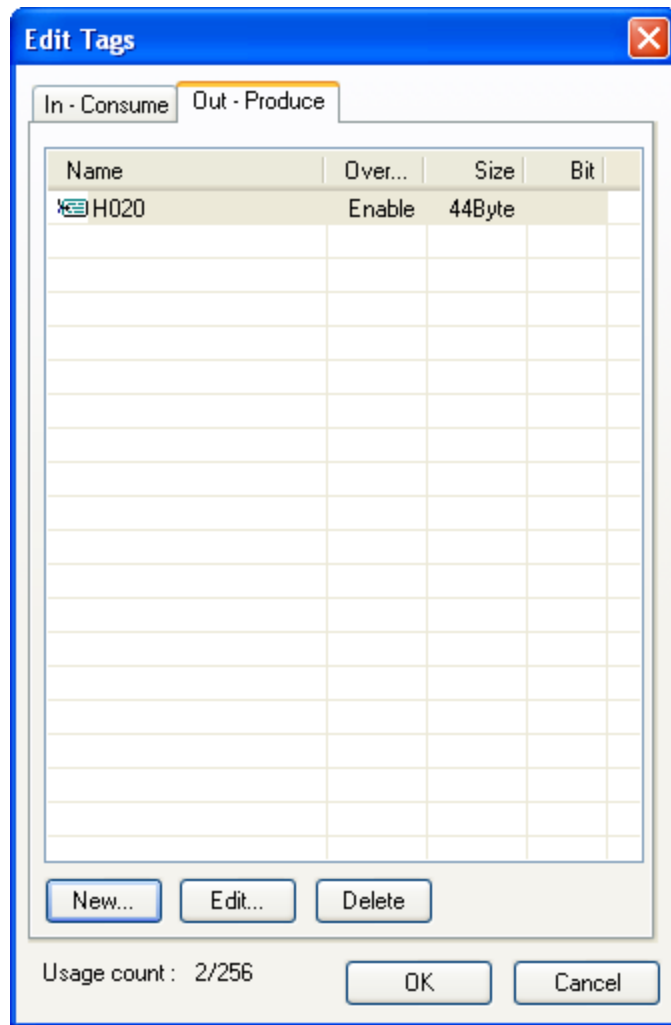 Edit Tags
In - Consume Out - Produce
Name Over... Size Bit
H020 Enable 44Byte
New... Edit... Delete
Usage count : 2/256 OK Cancel